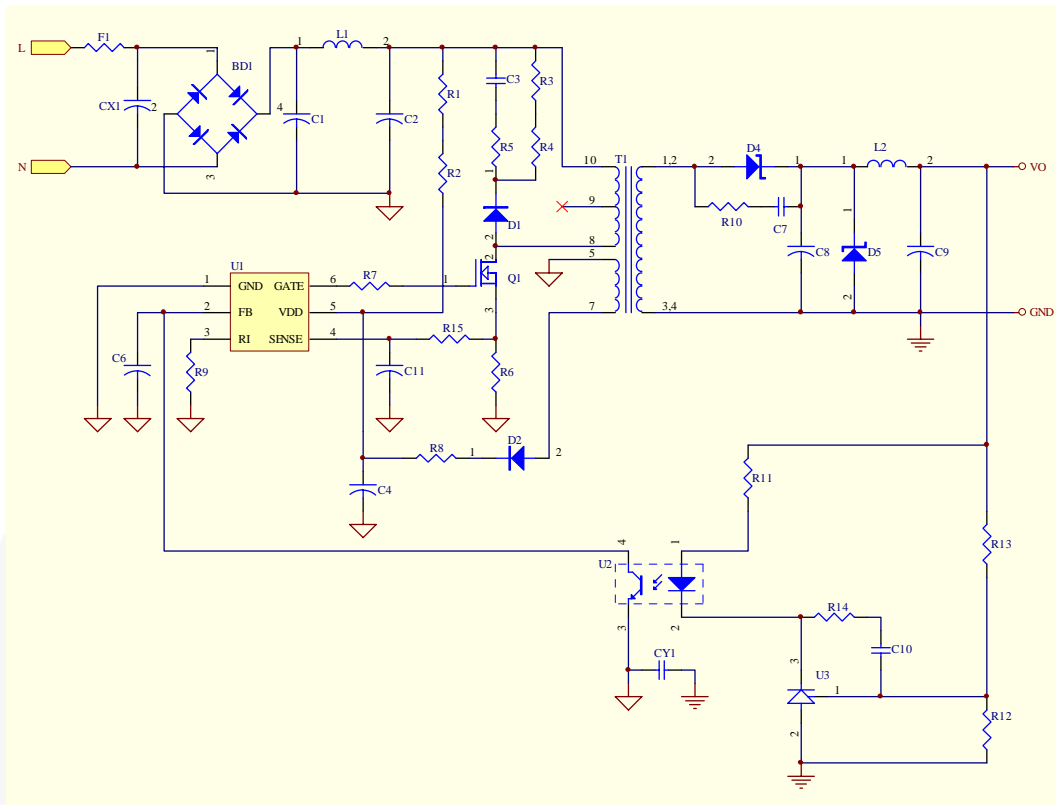 L F1 1 L1 2
1 BD1
CX1 2 4 C1 C2 R1 C3 R3
N 3 R2 R5 R4
1 10 T1 1,2 2 D4 1 1 L2 2 VO
9 R10 C7 1
D1 2
2 8
U1 5 C8 D5 C9
1 GND GATE 6 R7 1 Q1
2 FB VDD 5 3 7 2 3,4 GND
3 RI SENSE 4 R15
C6 R9 C11 R6
R8 1 D2 2
C4 R11
4 1 R13
U2
R14
3 2
CY1 3 C10
U3 1
R12
2